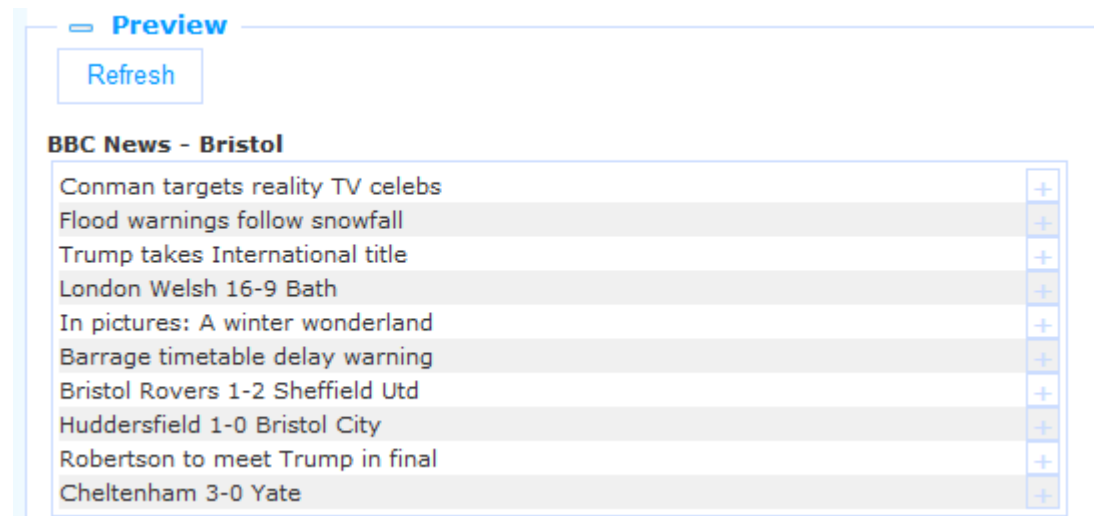 Preview
Refresh
BBC News - Bristol
Conman targets reality TV celebs +
Flood warnings follow snowfall +
Trump takes International title +
London Welsh 16-9 Bath +
In pictures: A winter wonderland +
Barrage timetable delay warning +
Bristol Rovers 1-2 Sheffield Utd +
Huddersfield 1-0 Bristol City +
Robertson to meet Trump in final +
Cheltenham 3-0 Yate +